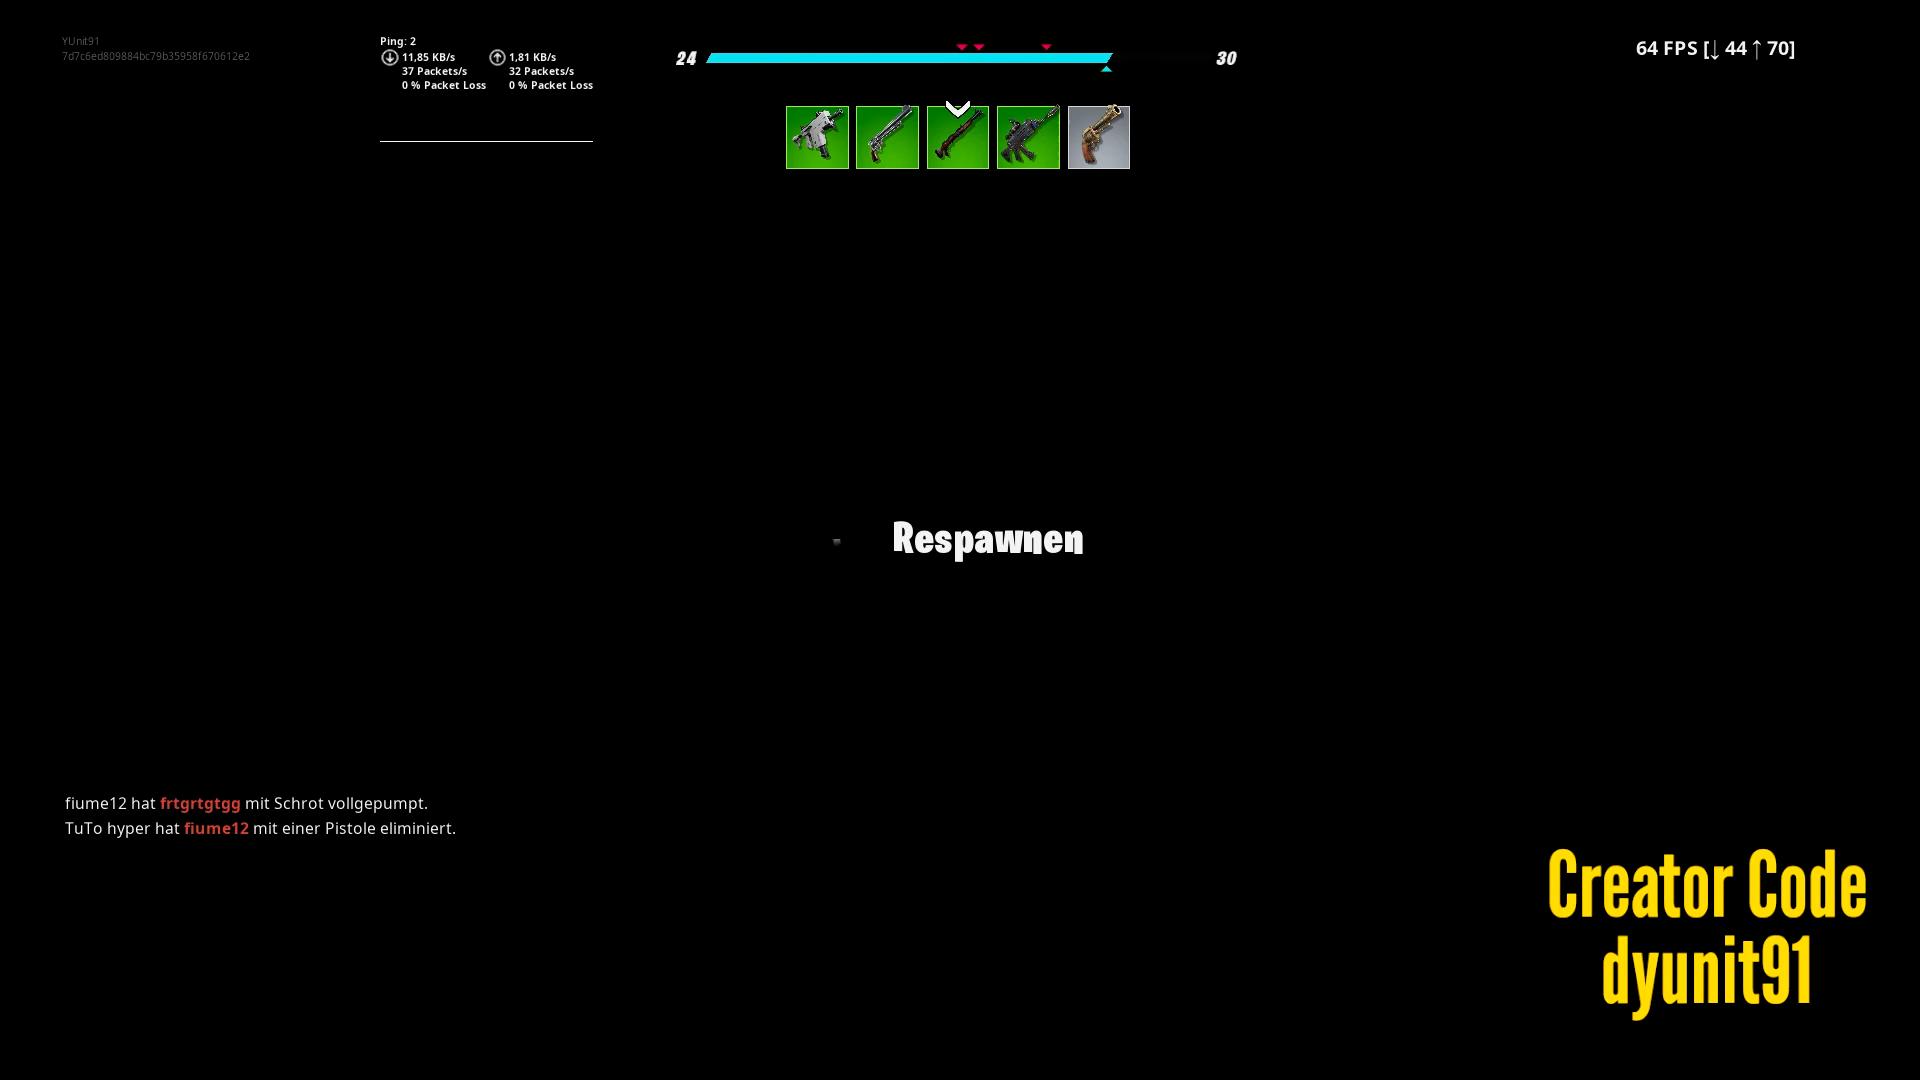 YUnit91
7d7c6ed809884bc79b35958f670612e2
Ping: 2
11,85 KB/s
37 Packets/s
0 % Packet Loss
1,81 KB/s
32 Packets/s
0 % Packet Loss
24
30
64 FPS [↓ 44 ↑ 70]
Respawnen
fiume12 hat frtgrtgtgg mit Schrot vollgepumpt.
TuTo hyper hat fiume12 mit einer Pistole eliminiert.
Creator Code
dyunit91